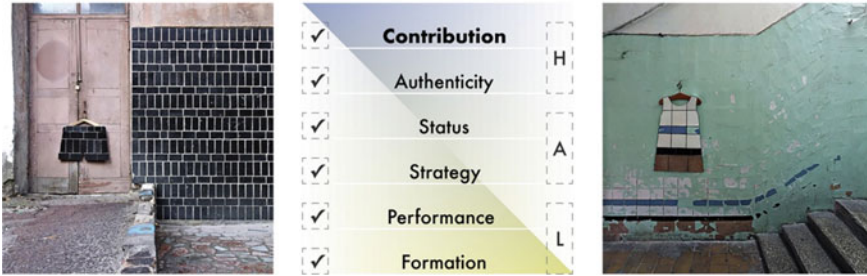 Contribution
Authenticity
Status
Strategy
Performance
Formation
H
A
L